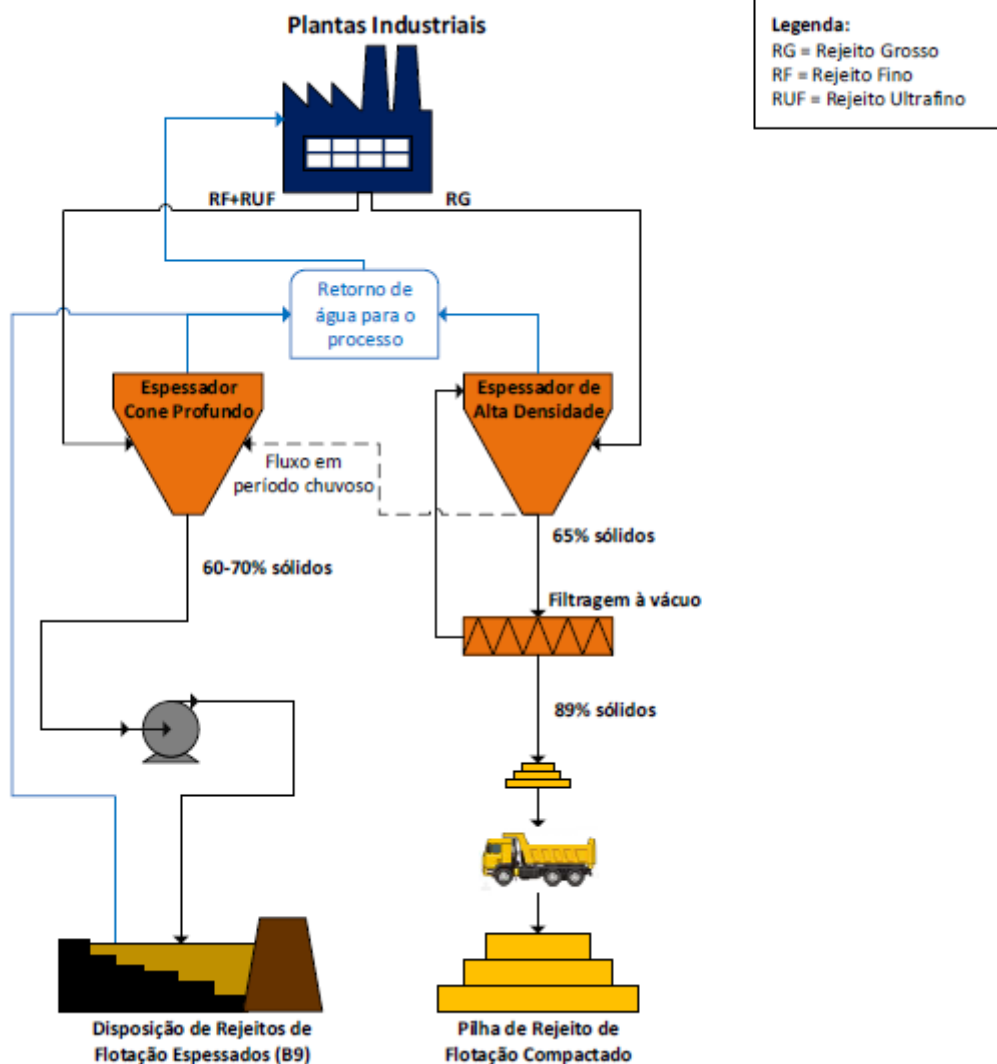 Plantas Industriais
Legenda:
RG = Rejeito Grosso
RF = Rejeito Fino
RUF = Rejeito Ultrafino
RF+RUF
RG
Retorno de
água para o
processo
Espessador
Cone Profundo
Espessador de
Alta Densidade
Fluxo em
período chuvoso
65% sólidos
60-70% sólidos
Filtragem à vácuo
89% sólidos
Disposição de Rejeitos de
Flotação Espessados (B9)
Pilha de Rejeito de
Flotação Compactado